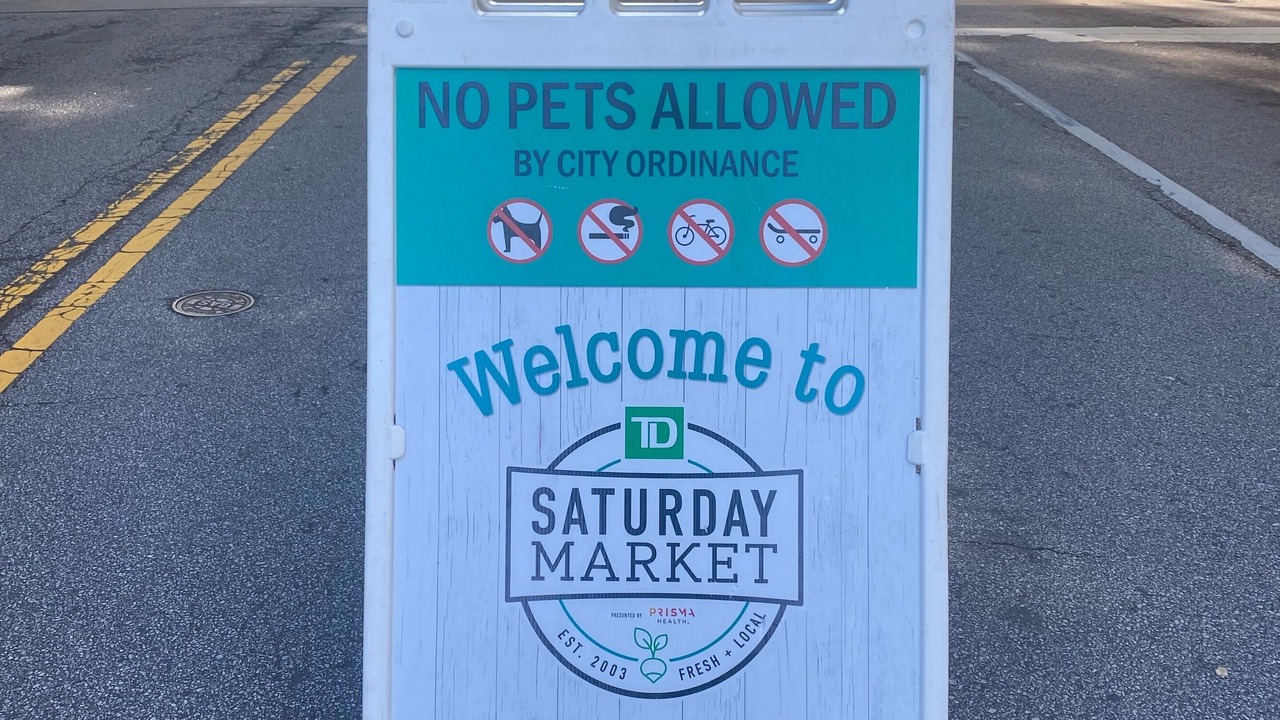 NO PETS ALLOWED
BY CITY ORDINANCE
Welcome to
TD
SATURDAY
MARKET
PRESENTED BY PRISMA
HEALTH.
EST. 2003 FRESH + LOCAL